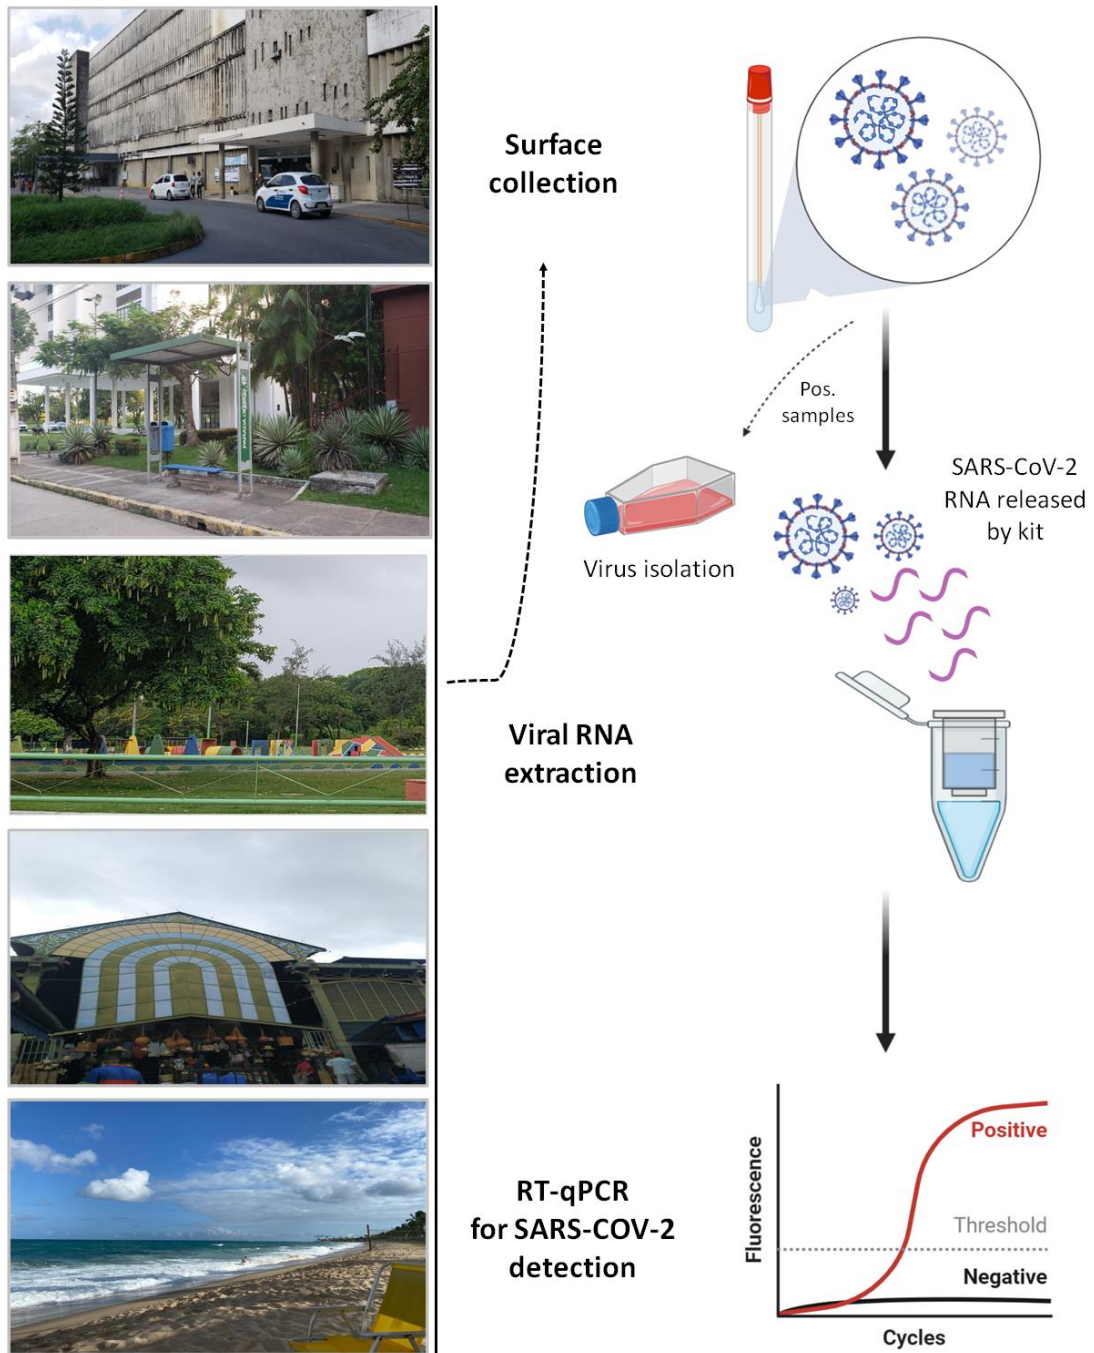 Surface
collection
Pos.
samples
SARS-CoV-2
RNA released
by kit
Virus isolation
Viral RNA
extraction
RT-qPCR
for SARS-COV-2
detection
Fluorescence
Positive
Threshold
Negative
Cycles